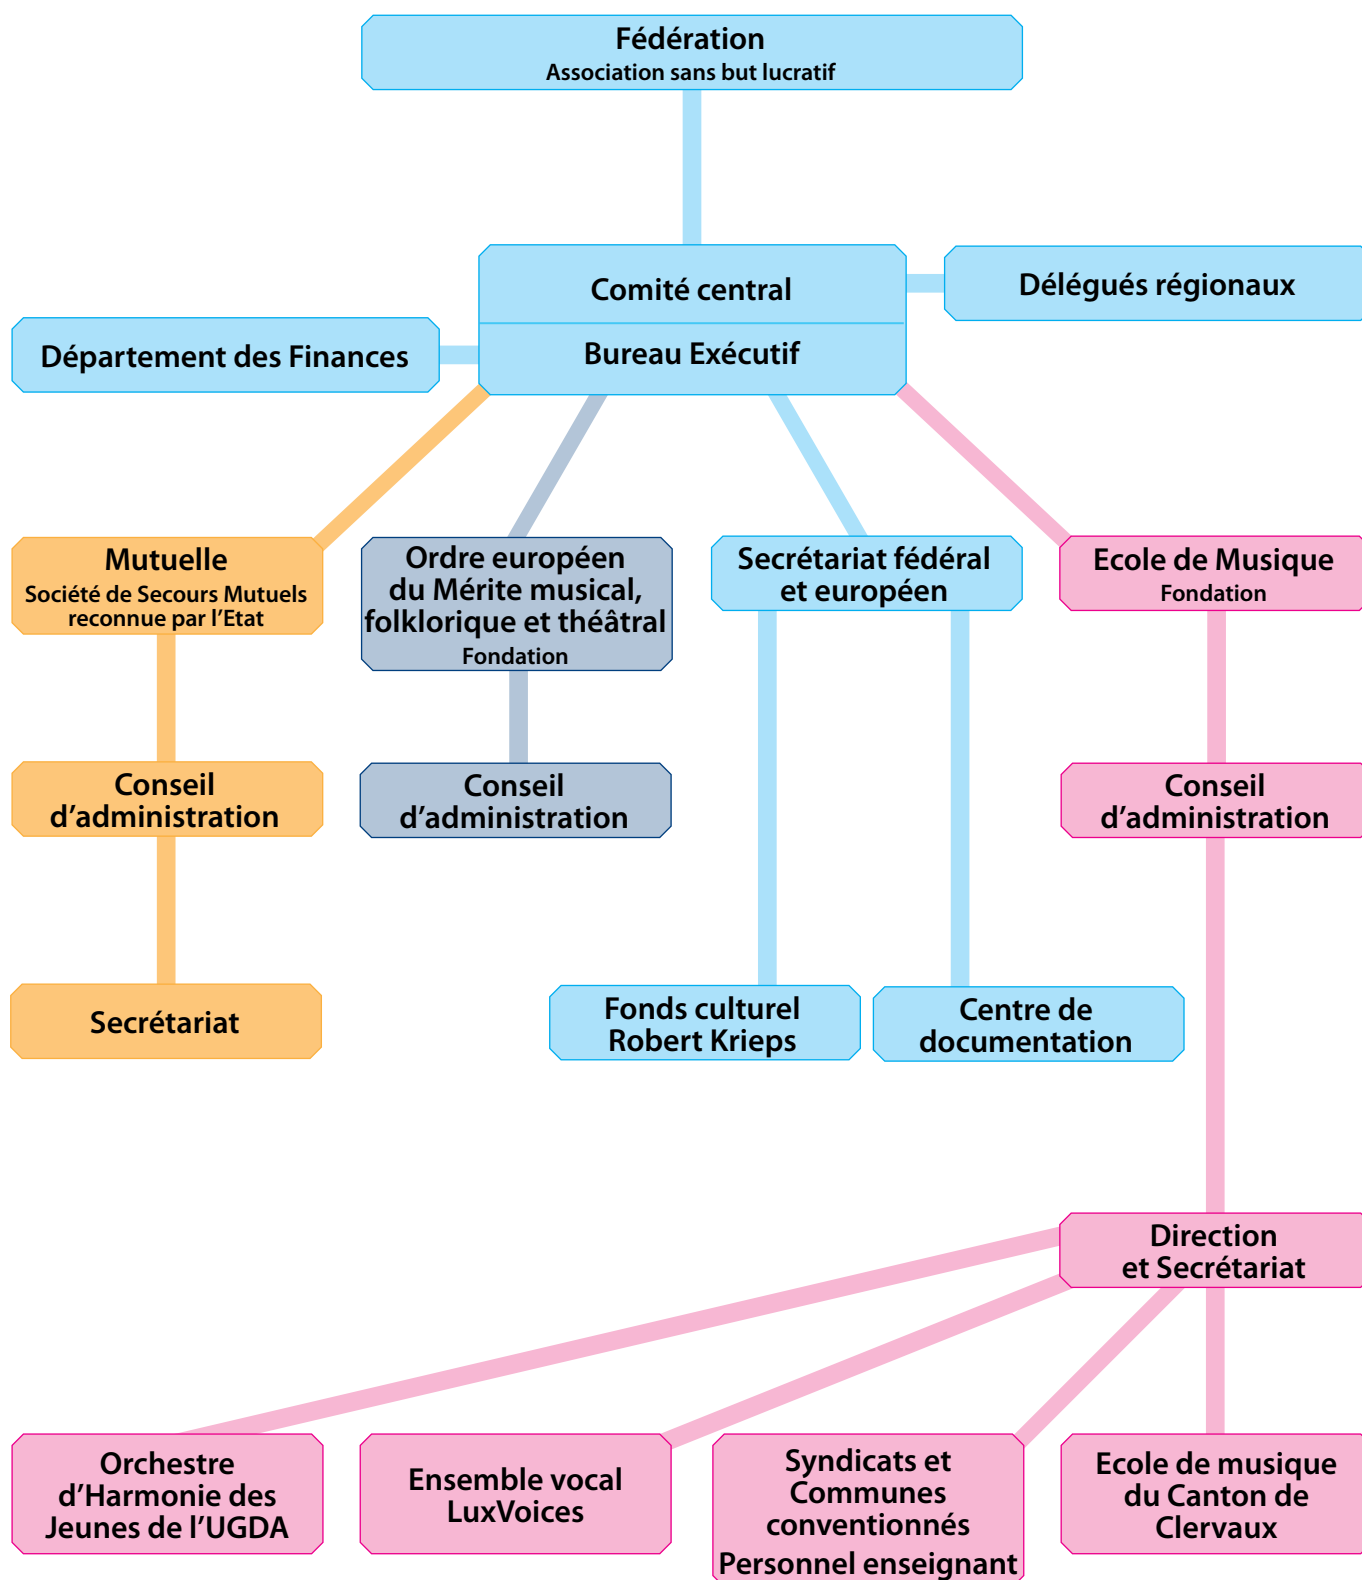 Fédération
Association sans but lucratif
Comité central
Délégués régionaux
Département des Finances
Bureau Exécutif
Mutuelle
Société de Secours Mutuels
reconnue par l'Etat
Ordre européen
du Mérite musical,
folklorique et théâtral
Fondation
Secrétariat fédéral
et européen
Ecole de Musique
Fondation
Conseil
d'administration
Conseil
d'administration
Conseil
d'administration
Secrétariat
Fonds culturel
Robert Krieps
Centre de
documentation
Direction
et Secrétariat
Orchestre
d'Harmonie des
Jeunes de l'UGDA
Ensemble vocal
LuxVoices
Syndicats et
Communes
conventionnés
Personnel enseignant
Ecole de musique
du Canton de
Clervaux